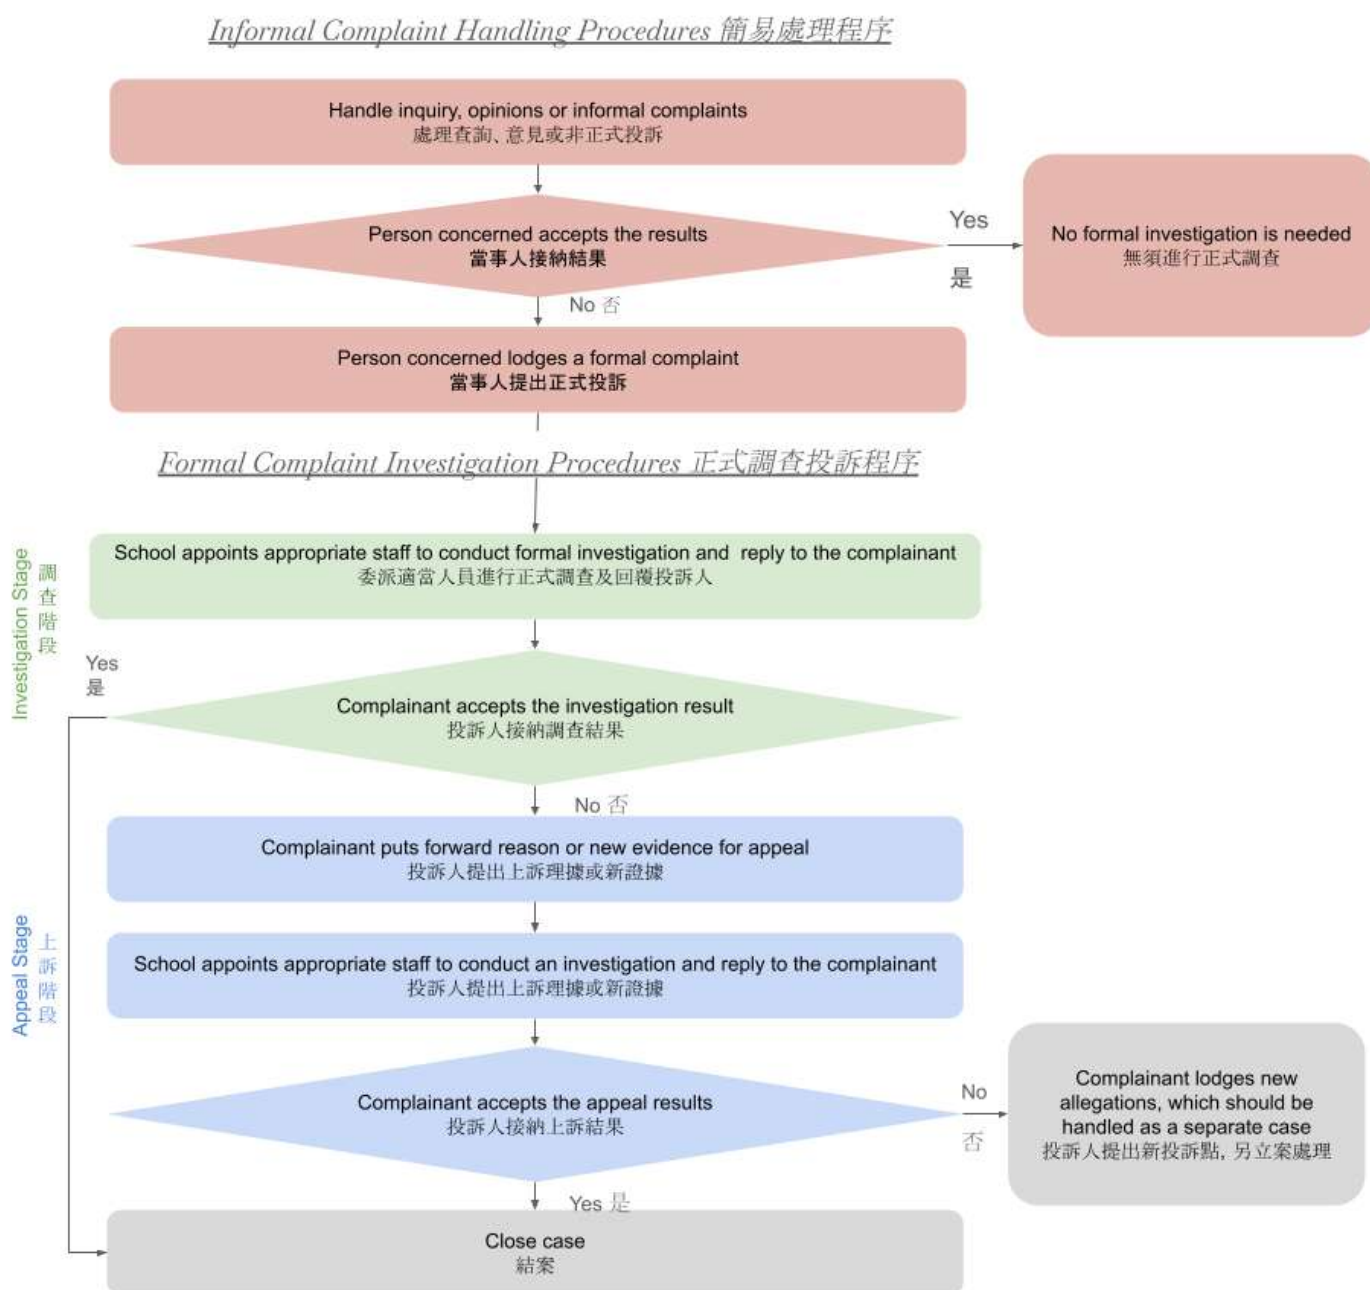 Informal Complaint Handling Procedures 簡易處理程序
Handle inquiry, opinions or informal complaints
處理查詢、意見或非正式投訴
Person concerned accepts the results
當事人接納結果
Yes
是
No formal investigation is needed
無須進行正式調查
No 否
Person concerned lodges a formal complaint
當事人提出正式投訴
Formal Complaint Investigation Procedures 正式調查投訴程序
Investigation Stage
調查階段
School appoints appropriate staff to conduct formal investigation and reply to the complainant
委派適當人員進行正式調查及回覆投訴人
Yes
是
Complainant accepts the investigation result
投訴人接納調查結果
No 否
Appeal Stage
上訴階段
Complainant puts forward reason or new evidence for appeal
投訴人提出上訴理據或新證據
School appoints appropriate staff to conduct an investigation and reply to the complainant
投訴人提出上訴理據或新證據
Complainant accepts the appeal results
投訴人接納上訴結果
No
否
Complainant lodges new
allegations, which should be
handled as a separate case
投訴人提出新投訴點, 另立案處理
Yes 是
Close case
結案